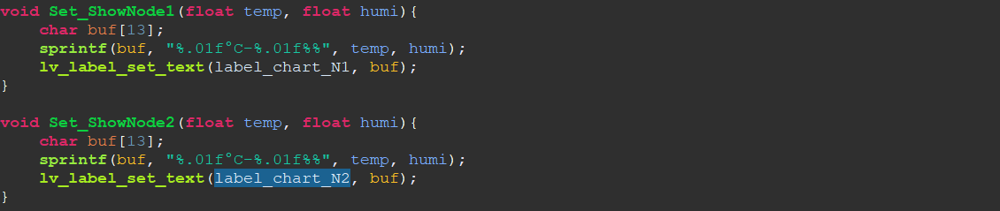 void Set_ShowNode1(float temp, float humi){
    char buf[13];
    sprintf(buf, "%.01f°C-%.01f%%", temp, humi);
    lv_label_set_text(label_chart_N1, buf);
}

void Set_ShowNode2(float temp, float humi){
    char buf[13];
    sprintf(buf, "%.01f°C-%.01f%%", temp, humi);
    lv_label_set_text(label_chart_N2, buf);
}